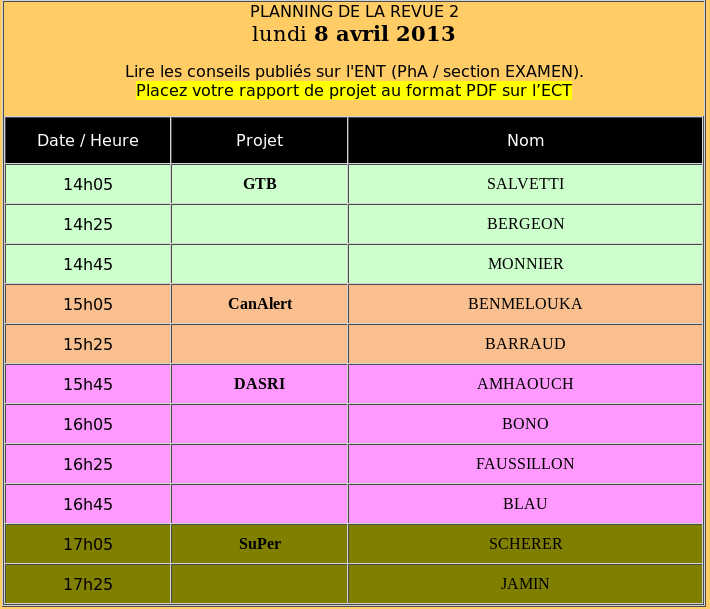 PLANNING DE LA REVUE 2
lundi 8 avril 2013
Lire les conseils publiés sur l'ENT (PhA / section EXAMEN).
Placez votre rapport de projet au format PDF sur l’ECT
Date / Heure Projet Nom
14h05 GTB SALVETTI
14h25 BERGEON
14h45 MONNIER
15h05 CanAlert BENMELOUKA
15h25 BARRAUD
15h45 DASRI AMHAOUCH
16h05 BONO
16h25 FAUSSILLON
16h45 BLAU
17h05 SuPer SCHERER
17h25 JAMIN